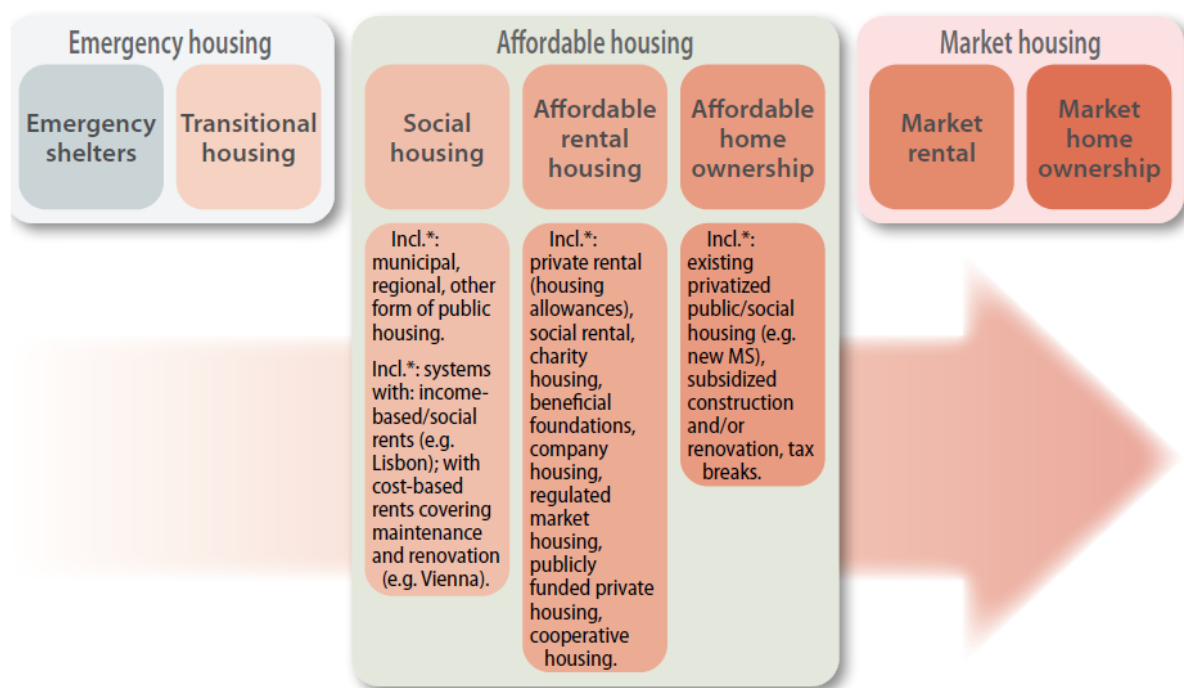 Emergency housing
Emergency
shelters
Transitional
housing
Affordable housing
Social
housing
Affordable
rental
housing
Affordable
home
ownership
Incl.*:
municipal,
regional, other
form of public
housing.
Incl.*: systems
with: income-
based/social
rents (e.g.
Lisbon); with
cost-based
rents covering
maintenance
and renovation
(e.g. Vienna).
Incl.*:
private rental
(housing
allowances),
social rental,
charity
housing,
beneficial
foundations,
company
housing,
regulated
market
housing,
publicly
funded private
housing,
cooperative
housing.
Incl.*:
existing
privatized
public/social
housing (e.g.
new MS),
subsidized
construction
and/or
renovation, tax
breaks.
Market housing
Market
rental
Market
home
ownership